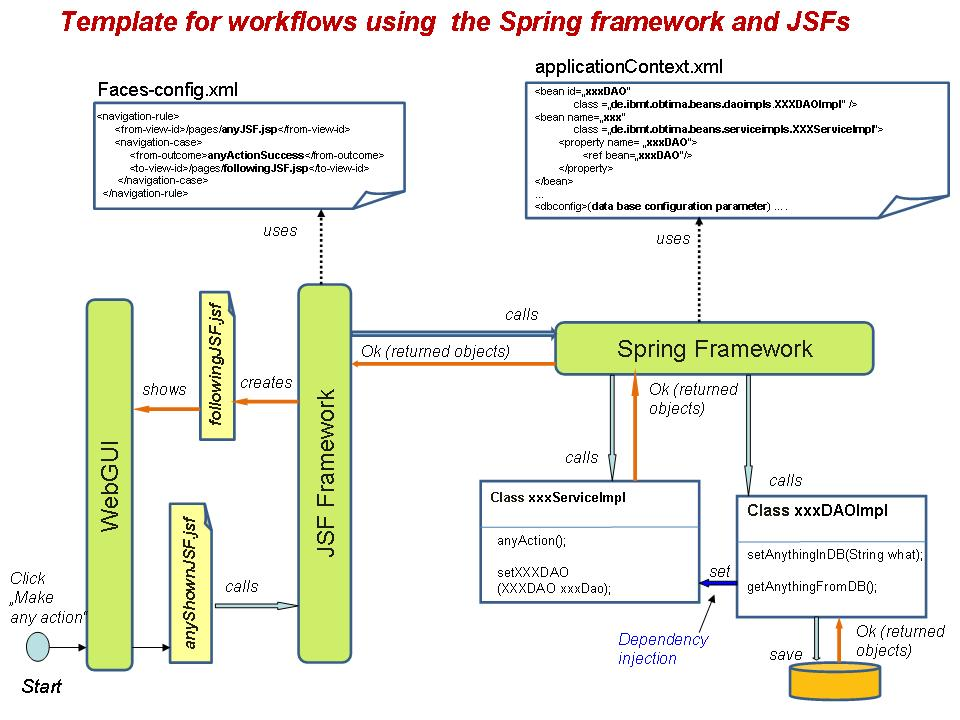 Template for workflows using  the Spring framework and JSFs
Faces-config.xml
<navigation-rule>
<from-view-id>/pages/anyJSF.jsp</from-view-id>
<navigation-case>
<from-outcome>anyActionSuccess</from-outcome>
<to-view-id>/pages/followingJSF.jsp</to-view-id>
</navigation-case>
</navigation-rule>
applicationContext.xml
<bean id=„xxxDAO“
class =„de.ibmt.obtima.beans.daoimpls.XXXDAOImpl“ />
<bean name=„xxx“
class =„de.ibmt.obtima.beans.serviceimpls.XXXServiceImpl“>
<property name= „xxxDAO“>
<ref bean=„xxxDAO“/>
</property>
</bean>
...
<dbconfig>(data base configuration parameter) ... .
uses
uses
WebGUI
shows
followingJSF.jsf
creates
JSF Framework
calls
Ok (returned objects)
Spring Framework
Ok (returned
objects)
calls
calls
Class xxxServiceImpl
anyAction();
setXXXDAO
(XXXDAO xxxDao);
Class xxxDAOImpl
setAnythingInDB(String what);
getAnythingFromDB();
set
Dependency
injection
save
Ok (returned
objects)
anyShownJSF.jsf
calls
Click
„Make
any action“
Start